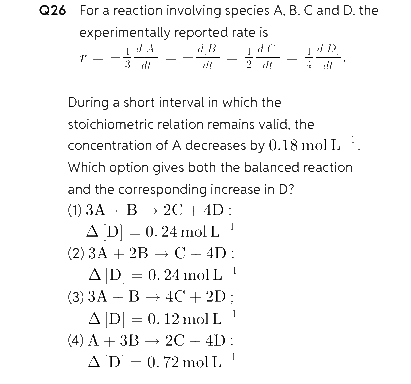 Q26 For a reaction involving species A, B, C and D, the
experimentally reported rate is
r = −1/3 d[A]/dt = −d[B]/dt = 1/2 d[C]/dt = 1/4 d[D]/dt.
During a short interval in which the
stoichiometric relation remains valid, the
concentration of A decreases by 0.18 mol L⁻¹.
Which option gives both the balanced reaction
and the corresponding increase in D?
(1) 3A + B → 2C + 4D ;
Δ[D] = 0.24 mol L⁻¹
(2) 3A + 2B → C + 4D ;
Δ[D] = 0.24 mol L⁻¹
(3) 3A + B → 4C + 2D ;
Δ[D] = 0.12 mol L⁻¹
(4) A + 3B → 2C + 4D ;
Δ[D] = 0.72 mol L⁻¹